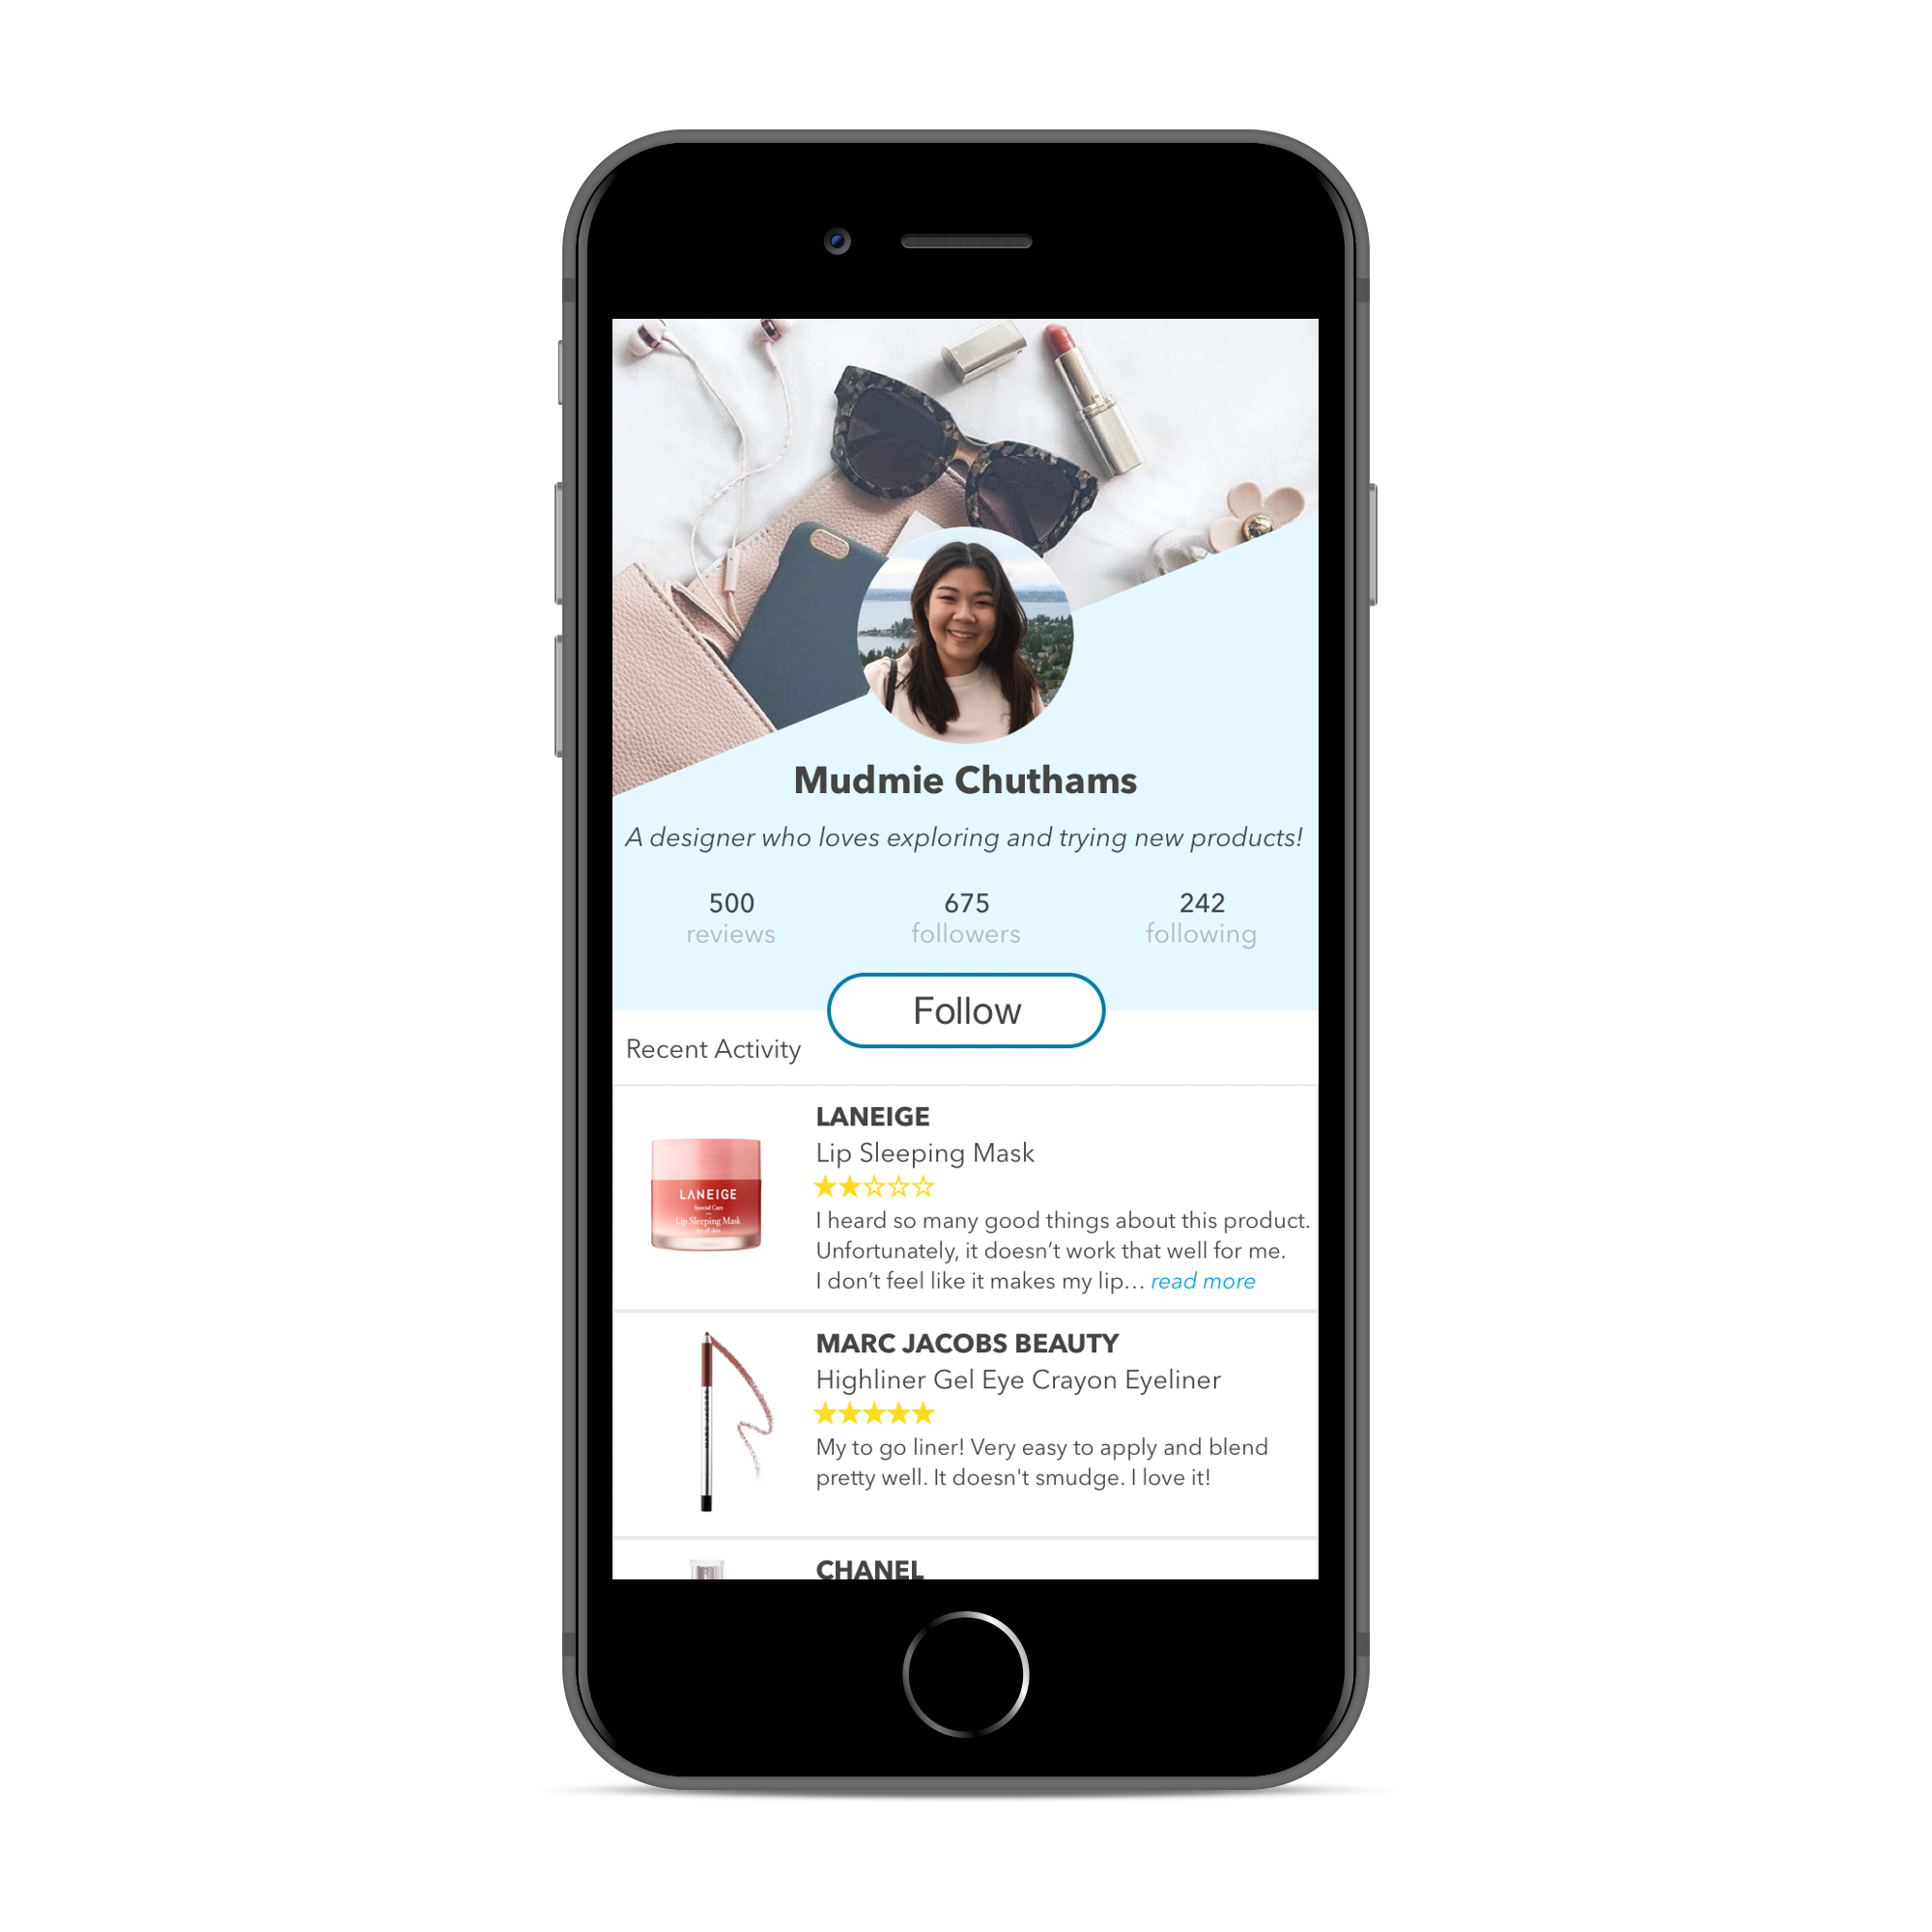 Mudmie Chuthams
A designer who loves exploring and trying new products!
500
reviews
675
followers
242
following
Follow
Recent Activity
LANEIGE
Special Care
Lip Sleeping Mask
LANEIGE
Lip Sleeping Mask
I heard so many good things about this product.
Unfortunately, it doesn’t work that well for me.
I don’t feel like it makes my lip… read more
MARC JACOBS
MARC JACOBS BEAUTY
Highliner Gel Eye Crayon Eyeliner
My to go liner! Very easy to apply and blend
pretty well. It doesn't smudge. I love it!
CHANEL